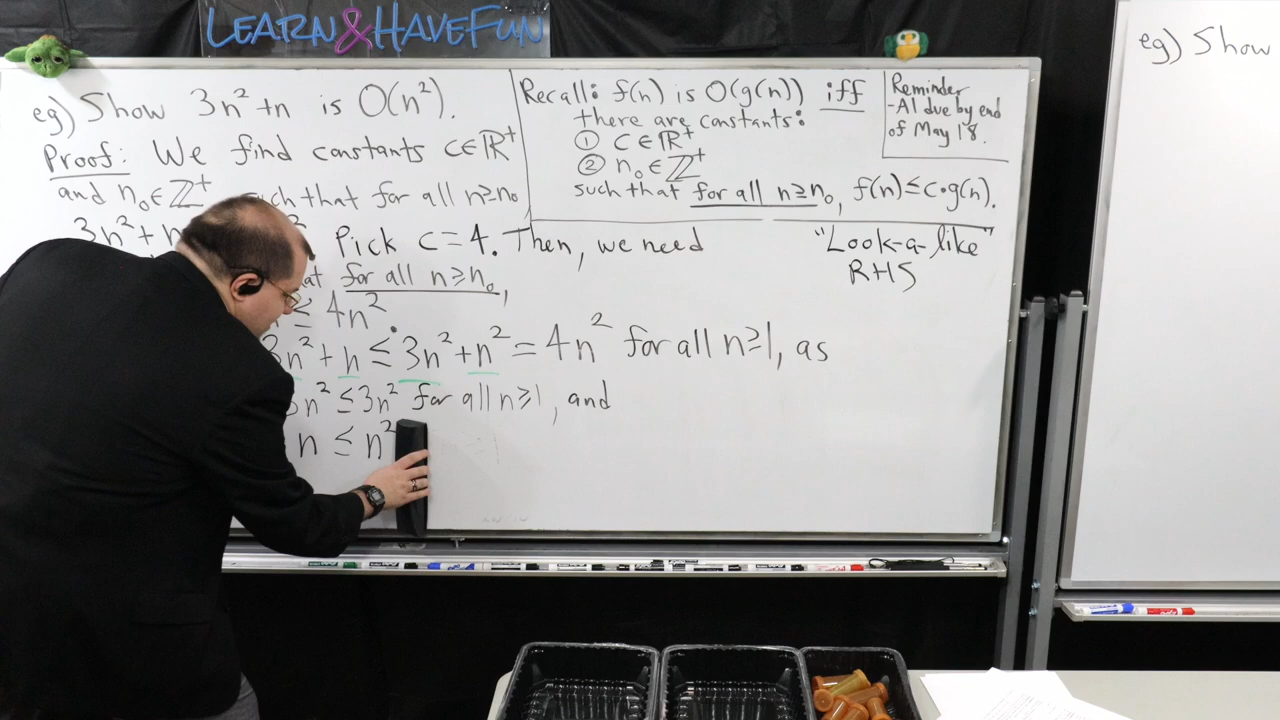 LEARN&HAVEFUN
eg) Show 3n²+n is O(n²).
Proof: We find constants c∈ℝ⁺
and n₀∈ℤ⁺ such that for all n≥n₀
3n²+n
Pick c=4. Then, we need
for all n≥n₀,
≤ 4n².
3n²+n ≤ 3n²+n² = 4n² for all n≥1, as
3n² ≤ 3n² for all n≥1, and
n ≤ n²
Recall: f(n) is O(g(n)) iff
there are constants:
① c∈ℝ⁺
② n₀∈ℤ⁺
such that for all n≥n₀, f(n)≤c•g(n).
Reminder
-A1 due by end
of May 18.
"Look-a-like"
RHS
eg) Show